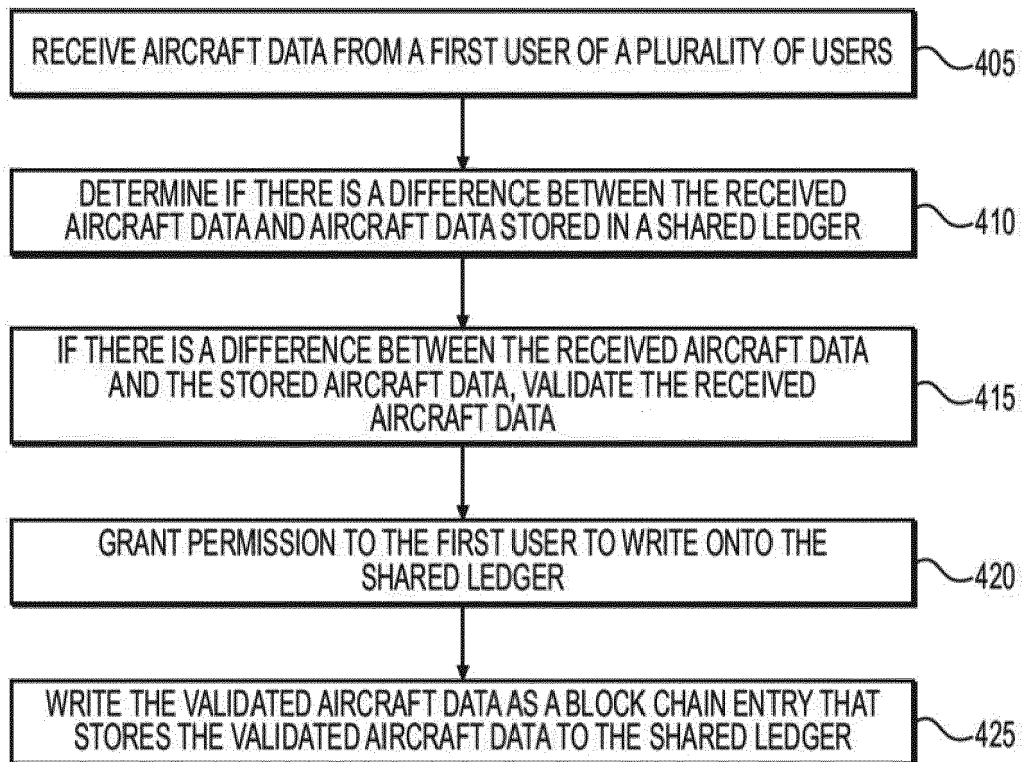 RECEIVE AIRCRAFT DATA FROM A FIRST USER OF A PLURALITY OF USERS
405
DETERMINE IF THERE IS A DIFFERENCE BETWEEN THE RECEIVED
AIRCRAFT DATA AND AIRCRAFT DATA STORED IN A SHARED LEDGER
410
IF THERE IS A DIFFERENCE BETWEEN THE RECEIVED AIRCRAFT DATA
AND THE STORED AIRCRAFT DATA, VALIDATE THE RECEIVED
AIRCRAFT DATA
415
GRANT PERMISSION TO THE FIRST USER TO WRITE ONTO THE
SHARED LEDGER
420
WRITE THE VALIDATED AIRCRAFT DATA AS A BLOCK CHAIN ENTRY THAT
STORES THE VALIDATED AIRCRAFT DATA TO THE SHARED LEDGER
425